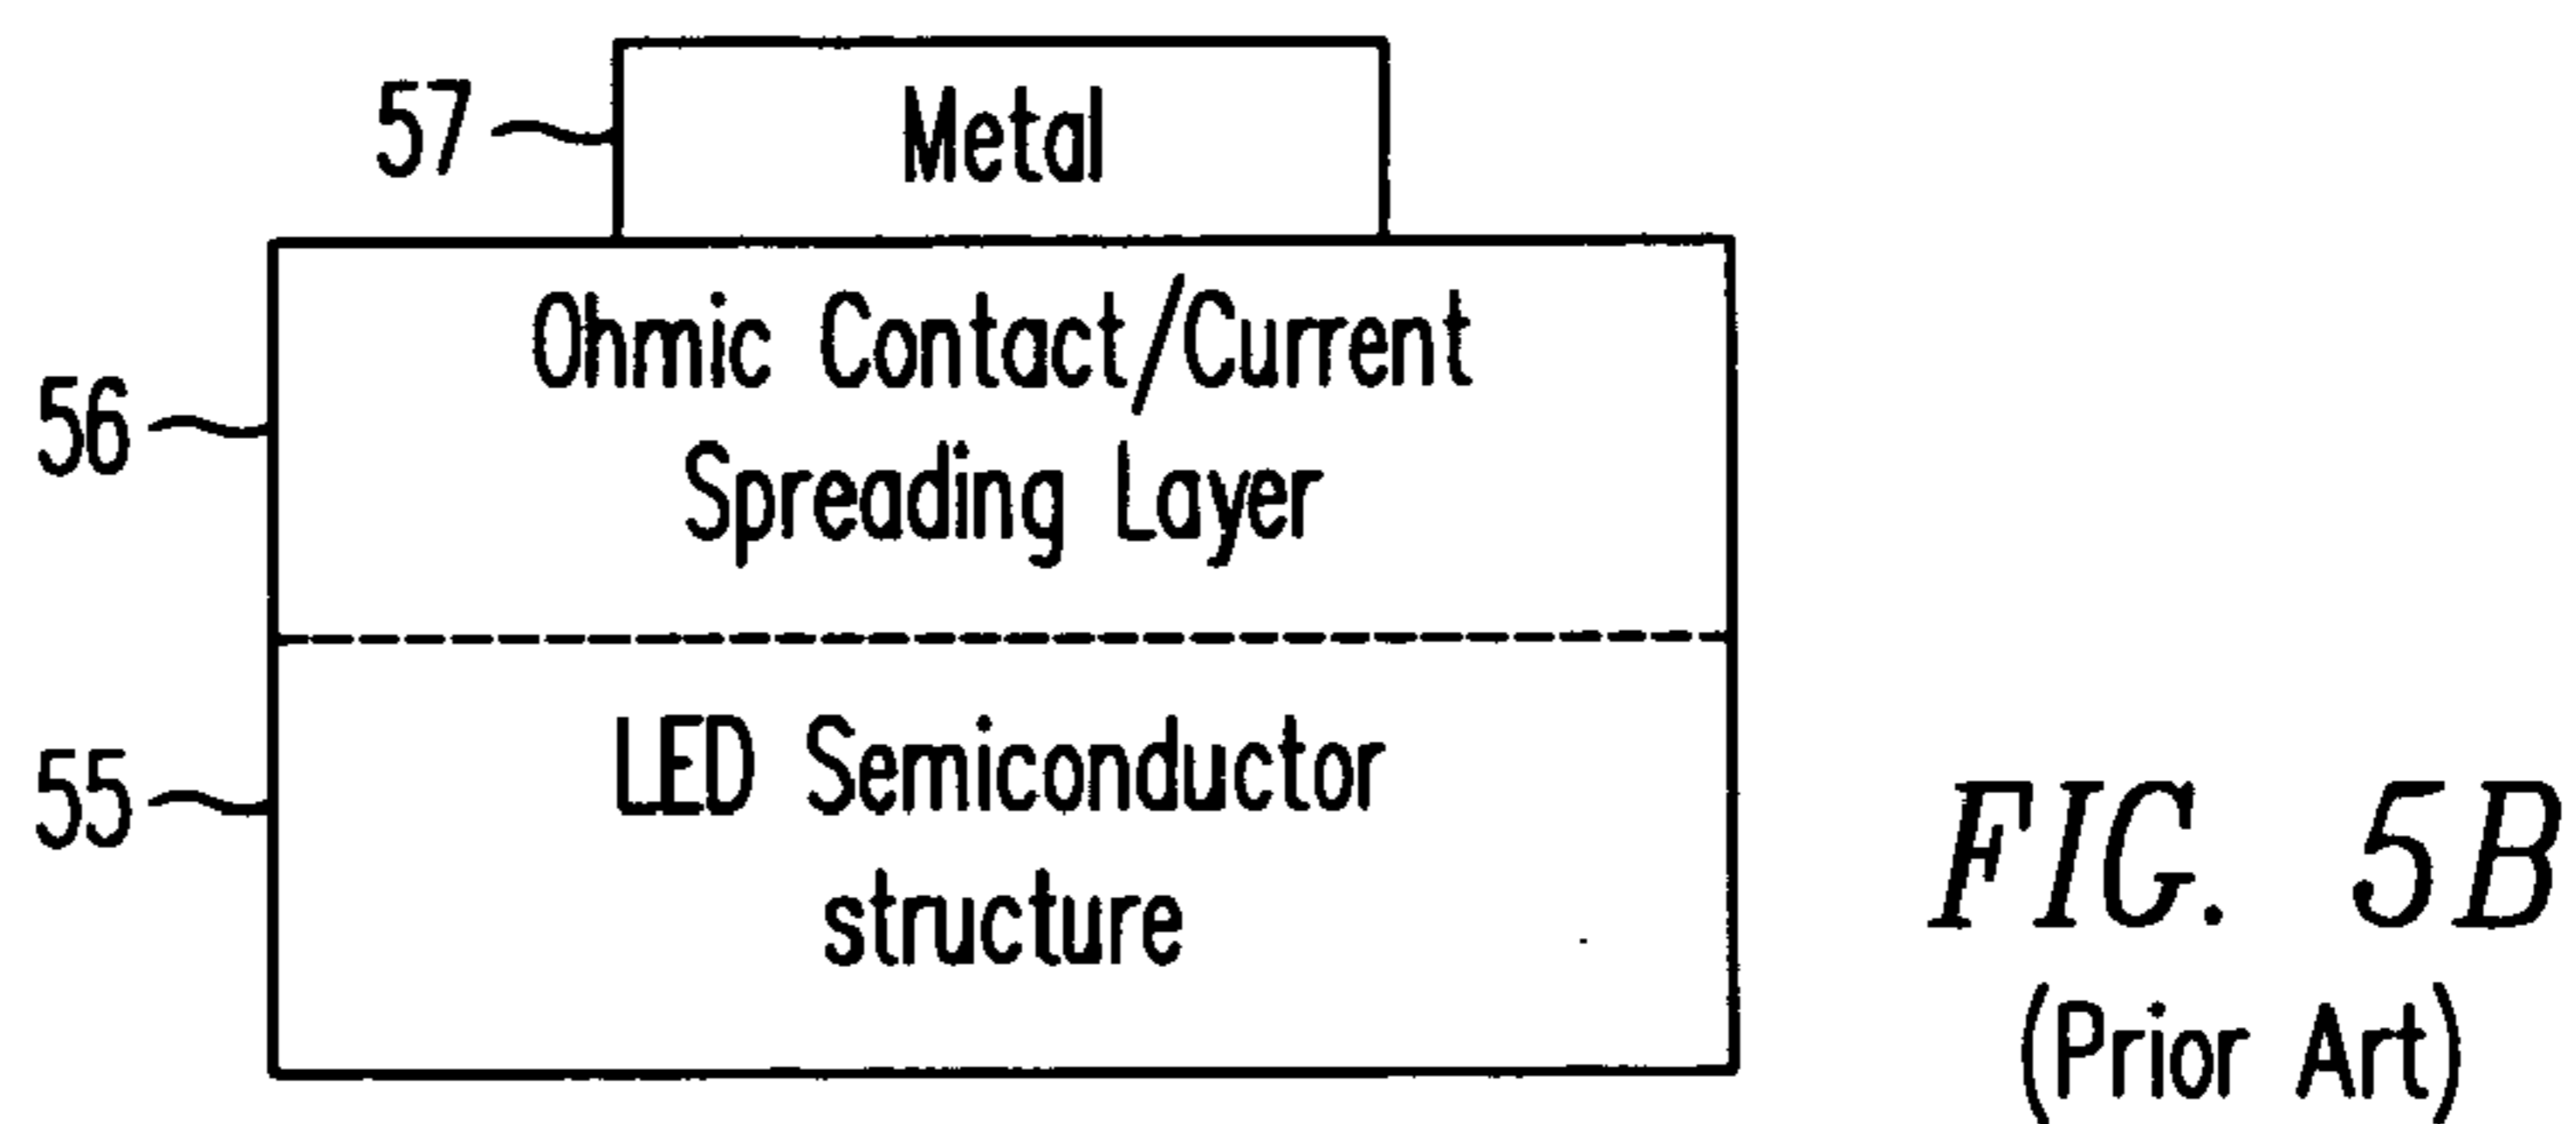 57
Metal
56
Ohmic Contact/Current
Spreading Layer
55
LED Semiconductor
structure
FIG. 5B
(Prior Art)